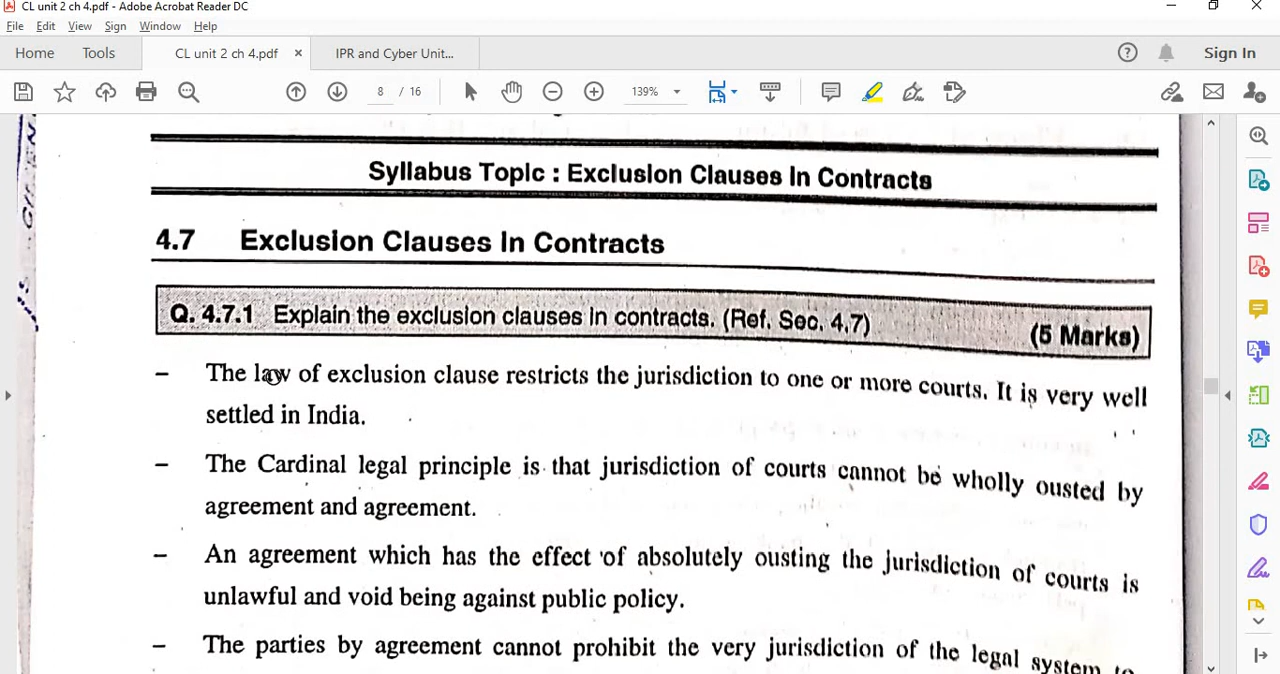 CL unit 2 ch 4.pdf - Adobe Acrobat Reader DC
File Edit View Sign Window Help
Home Tools CL unit 2 ch 4.pdf × IPR and Cyber Unit... Sign In
8 / 16 139%
Syllabus Topic : Exclusion Clauses In Contracts
4.7 Exclusion Clauses In Contracts
Q. 4.7.1 Explain the exclusion clauses in contracts. (Ref. Sec. 4.7) (5 Marks)
– The law of exclusion clause restricts the jurisdiction to one or more courts. It is very well
settled in India.
– The Cardinal legal principle is that jurisdiction of courts cannot be wholly ousted by
agreement and agreement.
– An agreement which has the effect of absolutely ousting the jurisdiction of courts is
unlawful and void being against public policy.
– The parties by agreement cannot prohibit the very jurisdiction of the legal system to